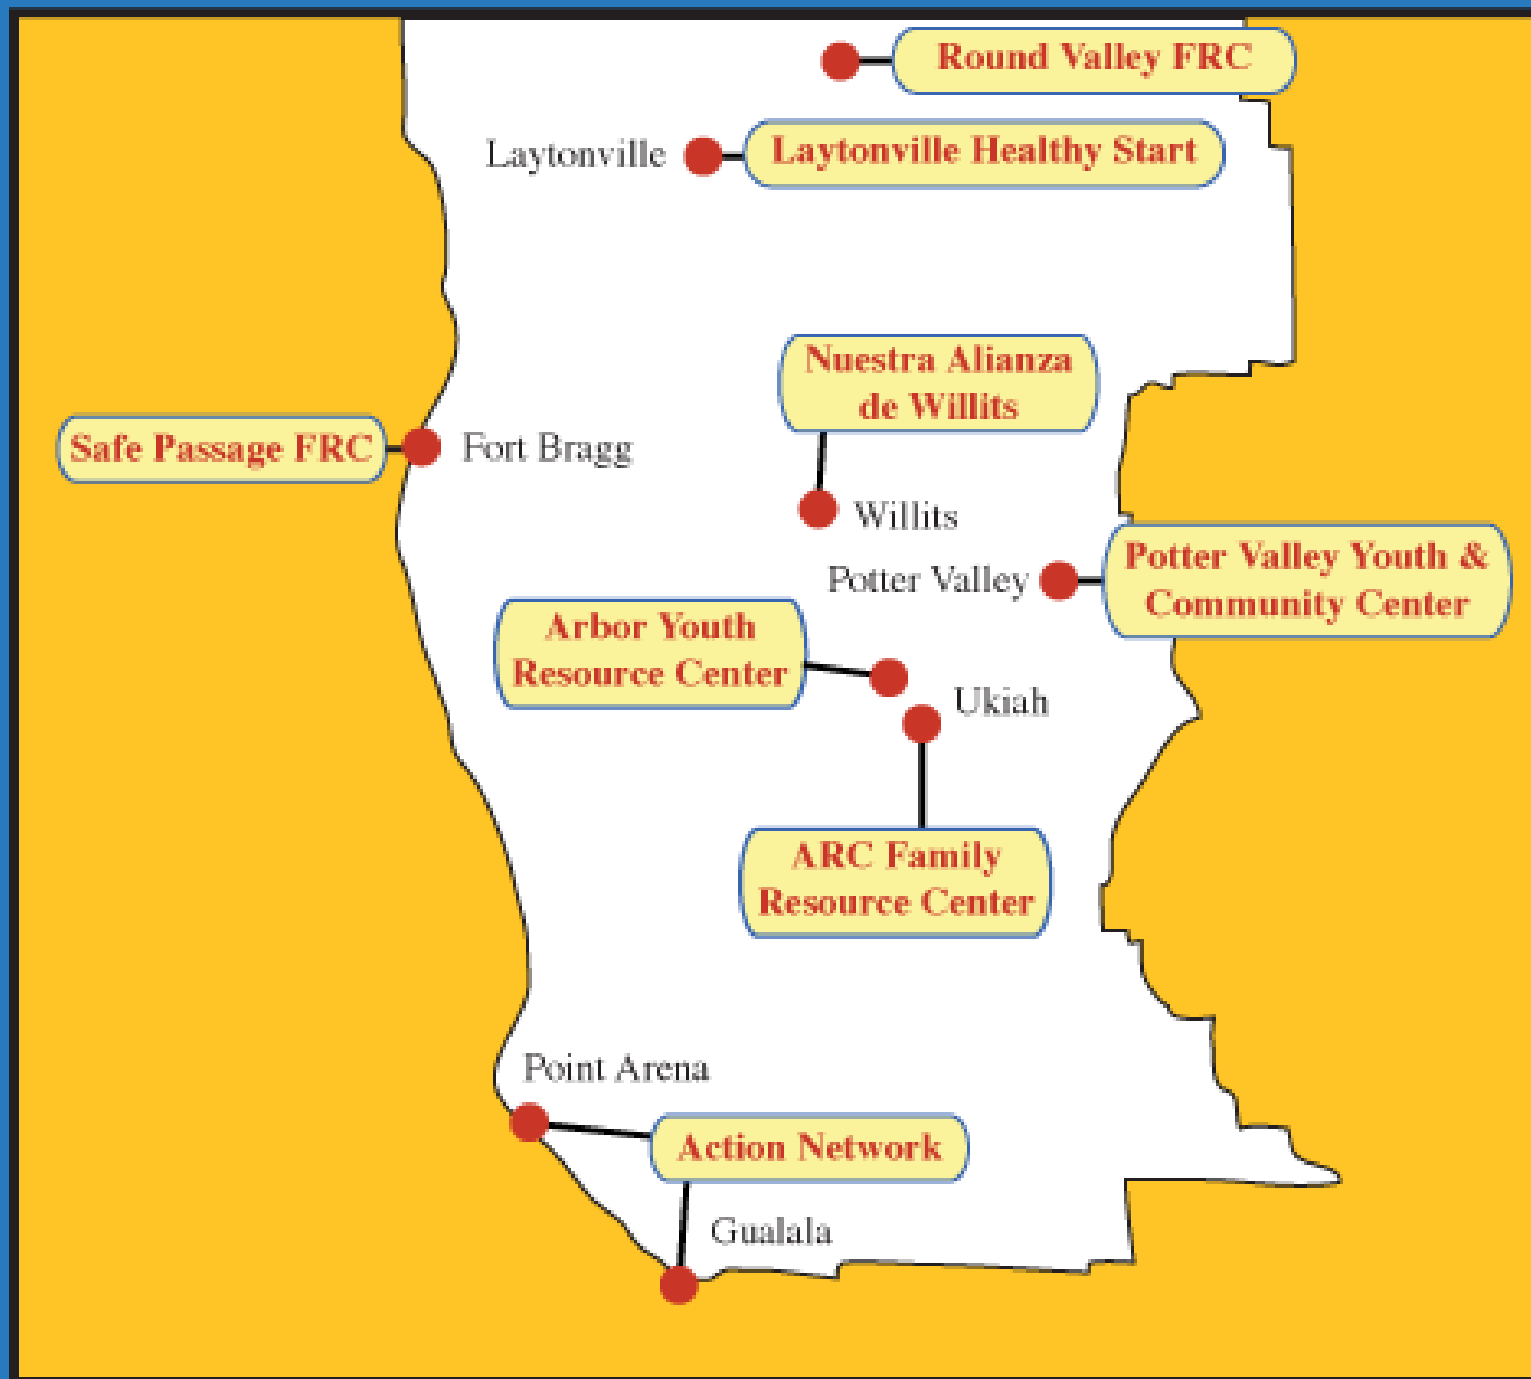 Round Valley FRC
Laytonville
Laytonville Healthy Start
Nuestra Alianza
de Willits
Safe Passage FRC
Fort Bragg
Willits
Potter Valley
Potter Valley Youth &
Community Center
Arbor Youth
Resource Center
Ukiah
ARC Family
Resource Center
Point Arena
Action Network
Gualala